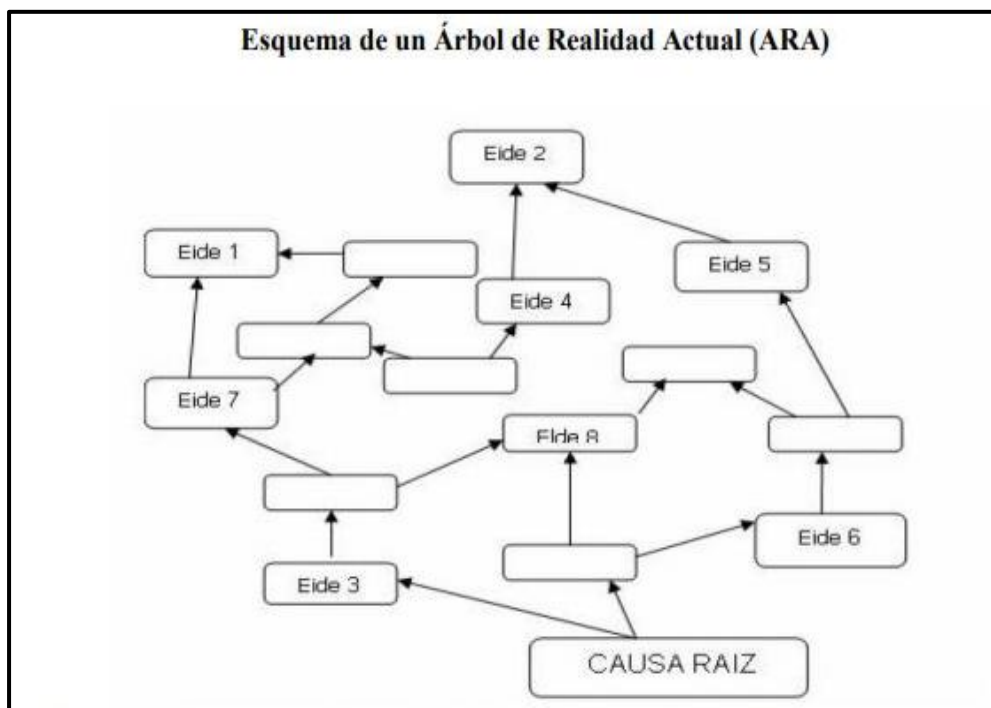 Esquema de un Árbol de Realidad Actual (ARA)
Eide 2
Eide 1
Eide 5
Eide 4
Eide 7
EIde 8
Eide 6
Eide 3
CAUSA RAIZ